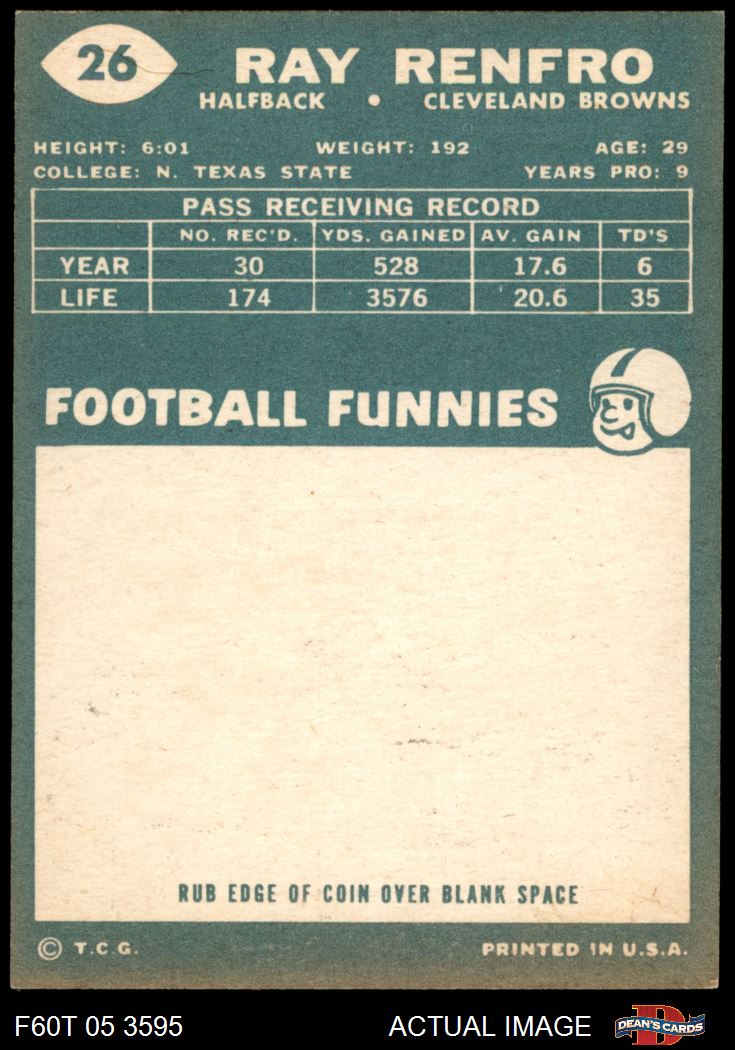 26
RAY RENFRO
HALFBACK • CLEVELAND BROWNS
HEIGHT: 6:01 WEIGHT: 192 AGE: 29
COLLEGE: N. TEXAS STATE YEARS PRO: 9
PASS RECEIVING RECORD
NO. REC'D. YDS. GAINED AV. GAIN TD'S
YEAR 30 528 17.6 6
LIFE 174 3576 20.6 35
FOOTBALL FUNNIES
RUB EDGE OF COIN OVER BLANK SPACE
© T.C.G. PRINTED IN U.S.A.
F60T 05 3595 ACTUAL IMAGE D DEAN'S CARDS